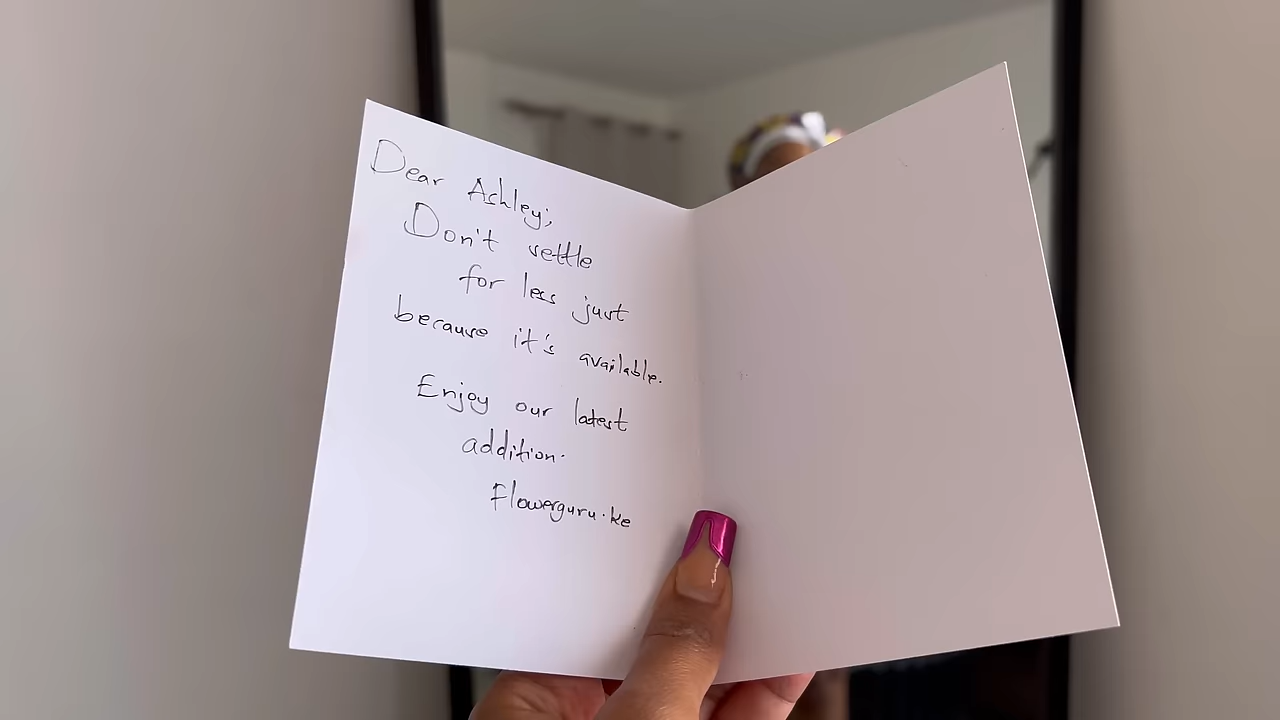 Dear Ashley;
Don't settle
for less just
because it's available.
Enjoy our latest
addition.
Flowerguru.ke